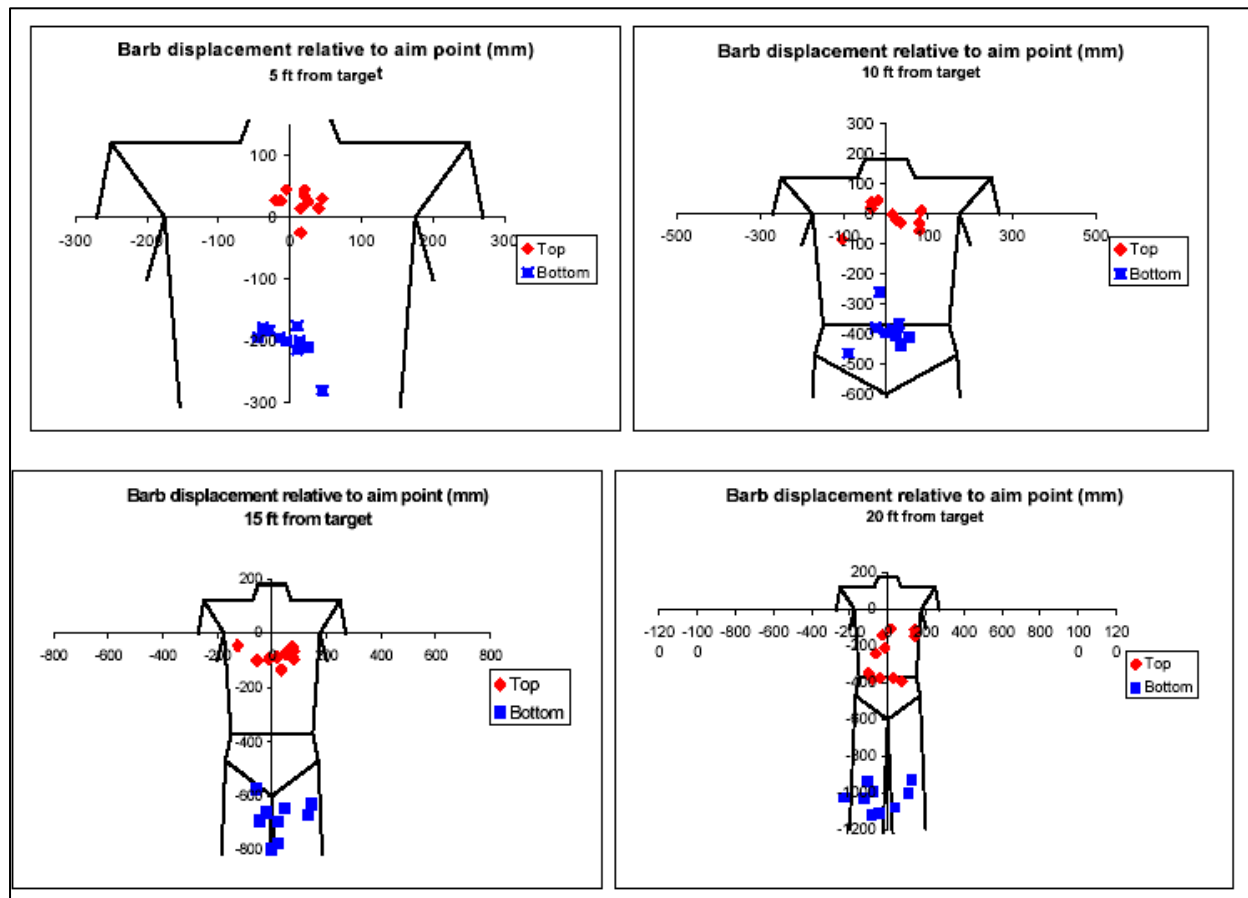 Barb displacement relative to aim point (mm)
5 ft from target
100
0
-300 -200 -100 0 100 200 300
-100
-200
-300
Top
Bottom
Barb displacement relative to aim point (mm)
10 ft from target
300
200
100
0
-500 -300 -100 100 300 500
-100
-200
-300
-400
-500
-600
Top
Bottom
Barb displacement relative to aim point (mm)
15 ft from target
200
0
-800 -600 -400 -200 0 200 400 600 800
-200
-400
-600
-800
Top
Bottom
Barb displacement relative to aim point (mm)
20 ft from target
200
0
-120 -100 -800 -600 -400 -200 0 200 400 600 800 100 120
0 0 0 0
-200
-400
-600
-800
-1000
-1200
Top
Bottom